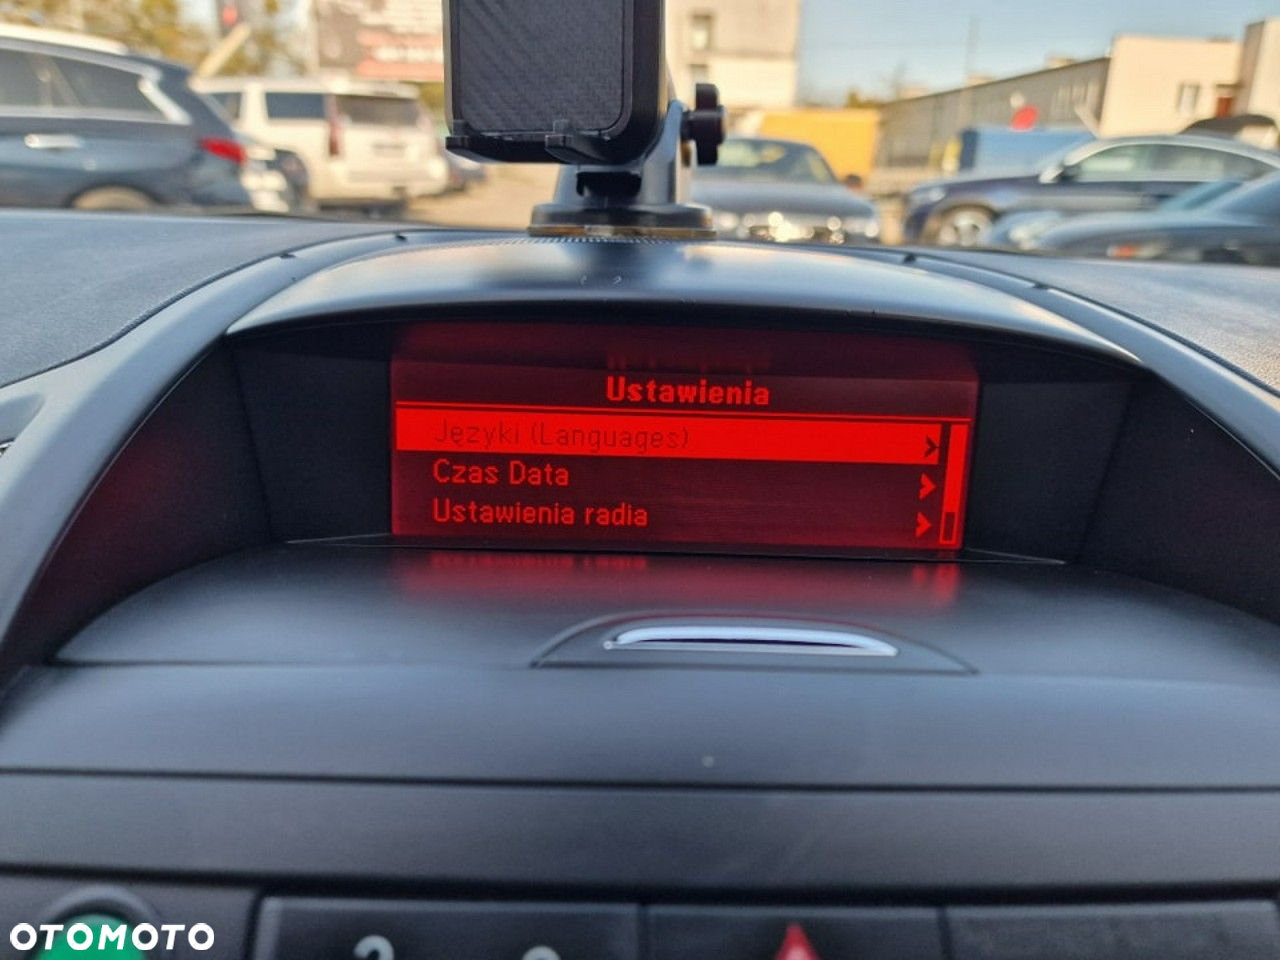 Ustawienia
Języki (Languages)
Czas Data
Ustawienia radia
OTOMOTO